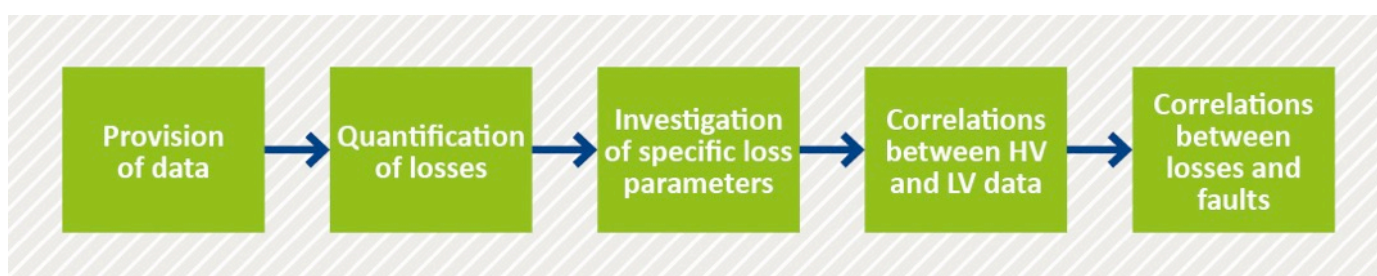 Provision
of data
Quantification
of losses
Investigation
of specific loss
parameters
Correlations
between HV
and LV data
Correlations
between
losses and
faults